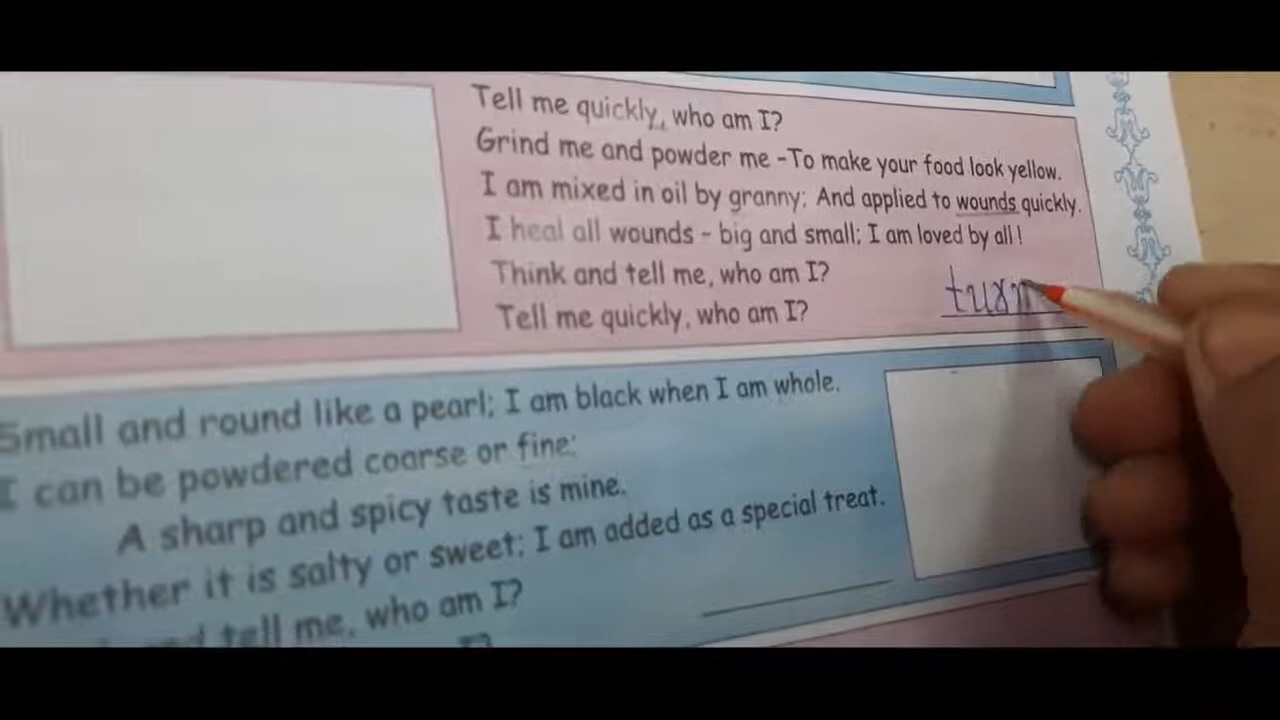 Tell me quickly, who am I?
Grind me and powder me - To make your food look yellow.
I am mixed in oil by granny; And applied to wounds quickly.
I heal all wounds - big and small; I am loved by all!
Think and tell me, who am I?
Tell me quickly, who am I?
turm
Small and round like a pearl; I am black when I am whole.
I can be powdered coarse or fine;
A sharp and spicy taste is mine.
Whether it is salty or sweet; I am added as a special treat.
tell me, who am I?